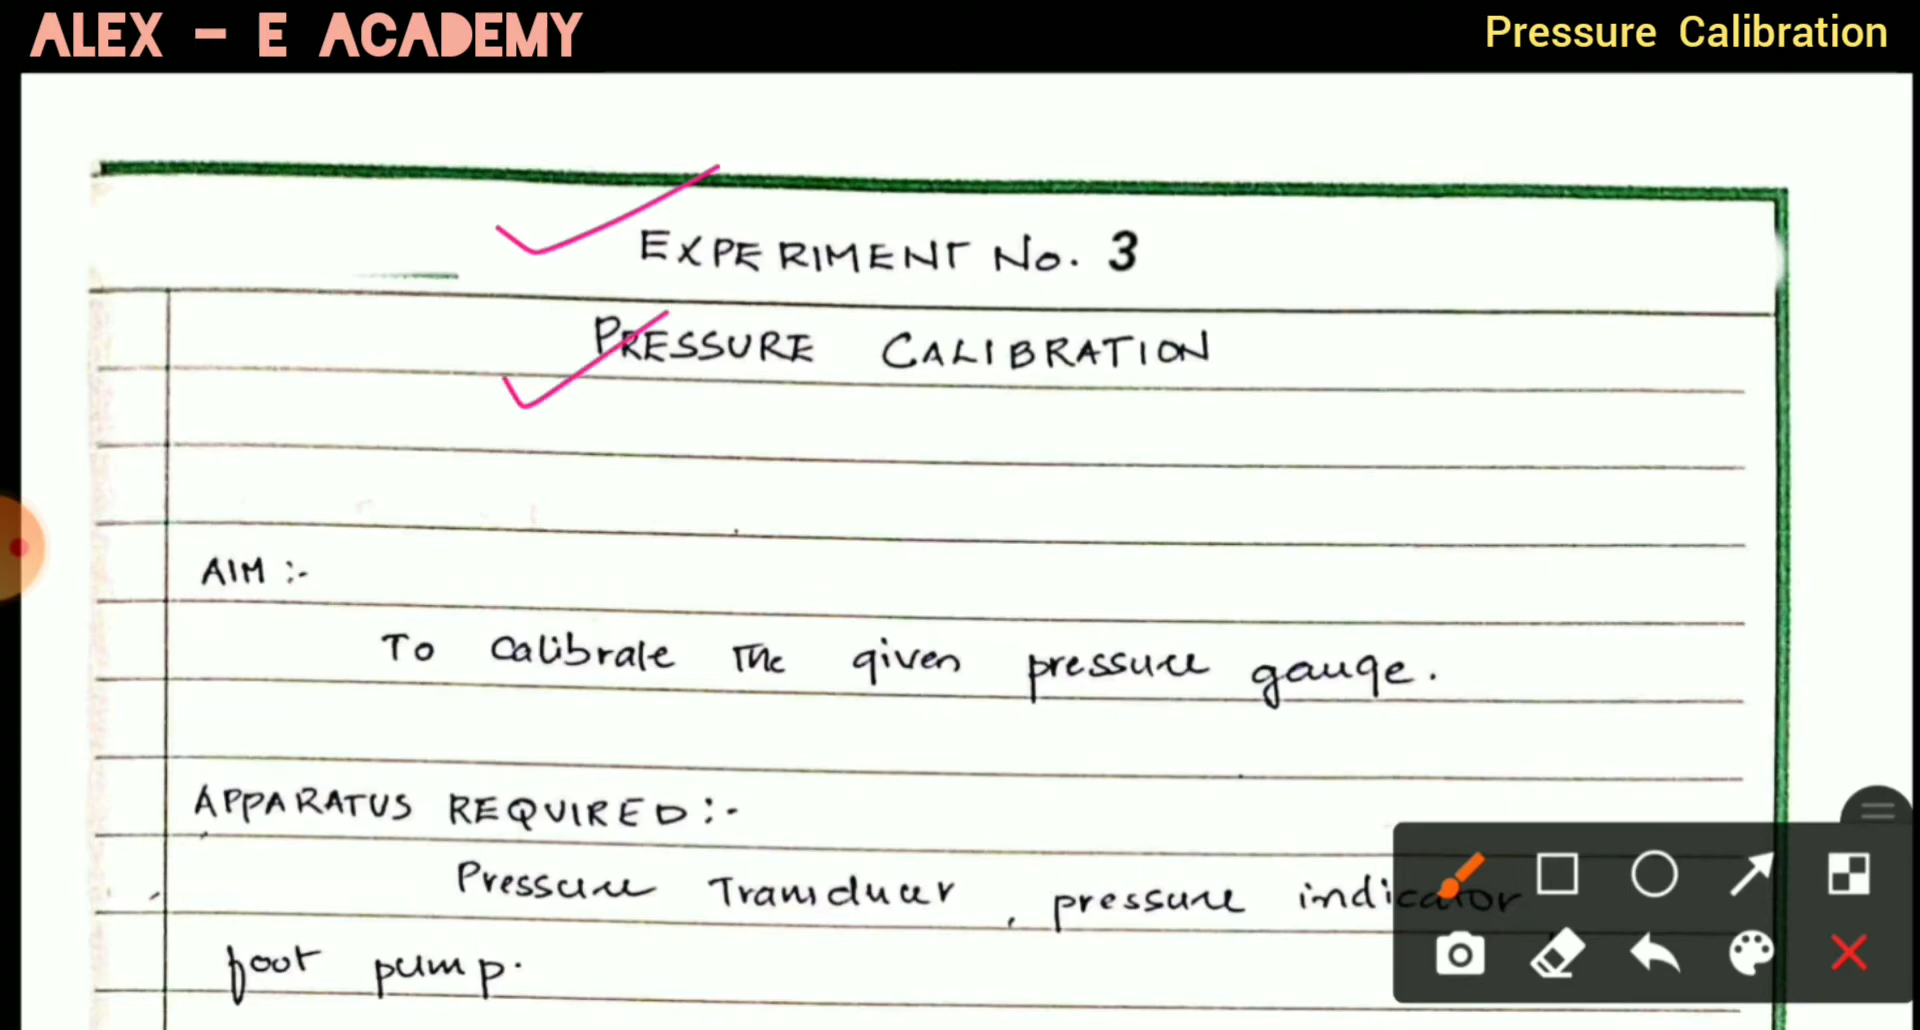 ALEX - E ACADEMY
Pressure Calibration
EXPERIMENT No. 3
PRESSURE CALIBRATION
AIM :-
To calibrate the given pressure gauge.
APPARATUS REQUIRED :-
Pressure Transducer, pressure indicator
foot pump.